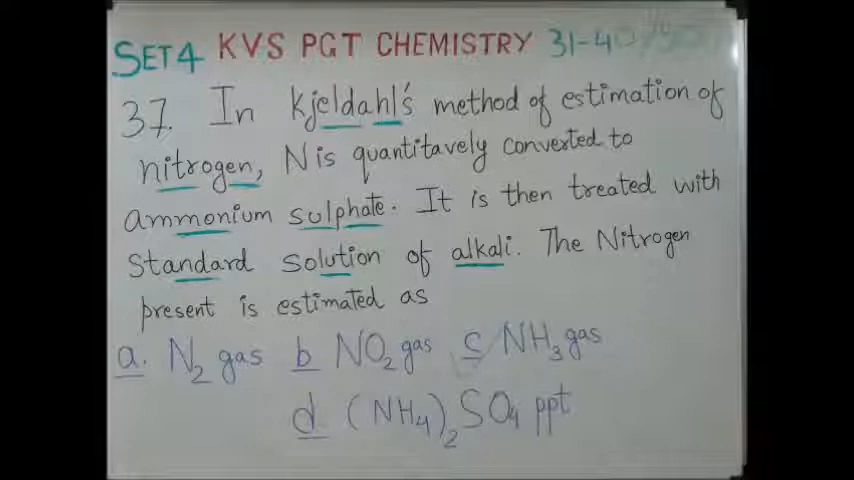 SET4 KVS PGT CHEMISTRY 31-40
37. In Kjeldahl's method of estimation of
nitrogen, N is quantitavely converted to
ammonium sulphate. It is then treated with
Standard solution of alkali. The Nitrogen
present is estimated as
a. N₂ gas b NO₂ gas c NH₃ gas
d (NH₄)₂SO₄ ppt